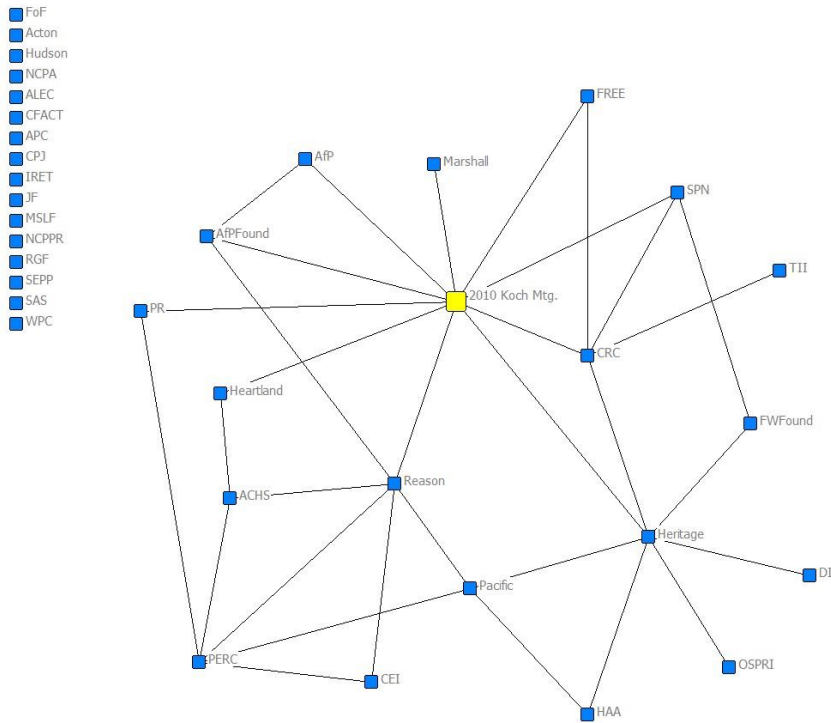 FoF
Acton
Hudson
NCPA
ALEC
CFACT
APC
CPJ
IRET
JF
MSLF
NCPPR
RGF
SEPP
SAS
WPC
FREE
AfP
Marshall
SPN
AfPFound
TII
2010 Koch Mtg.
PR
CRC
Heartland
FWFound
Reason
ACHS
Heritage
DI
Pacific
PERC
OSPRI
CEI
HAA